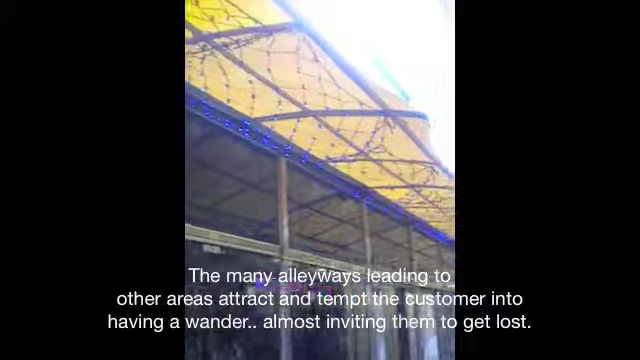 The many alleyways leading to
other areas attract and tempt the customer into
having a wander.. almost inviting them to get lost.